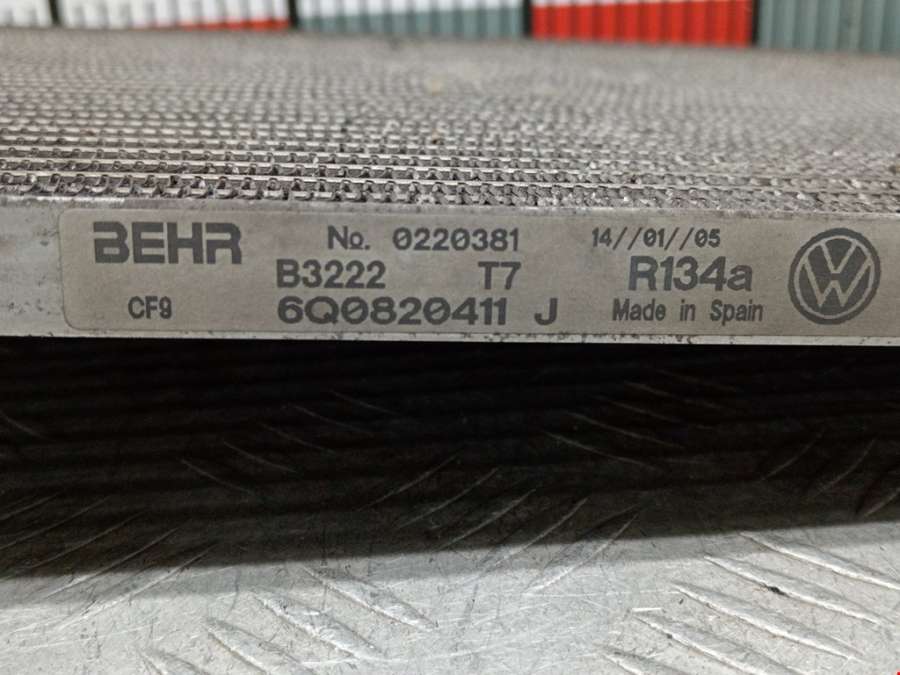 BEHR No. 0220381 14//01//05
B3222 T7 R134a
CF9 6Q0820411 J Made in Spain